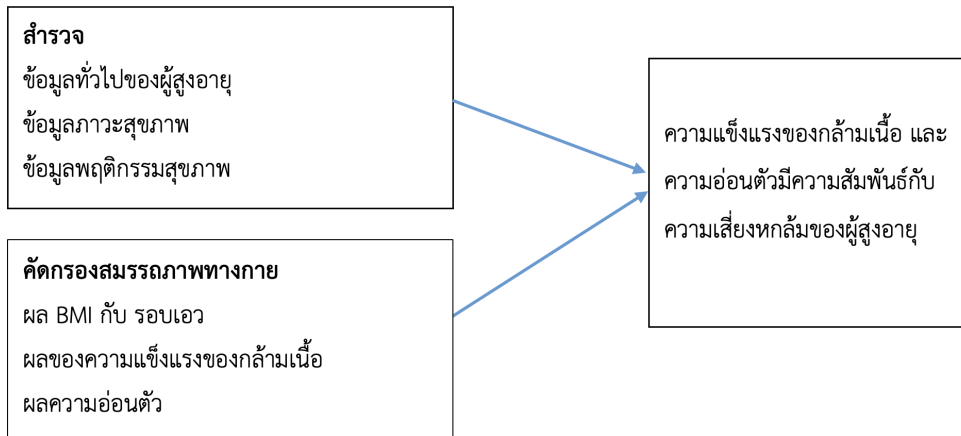 สำรวจ
ข้อมูลทั่วไปของผู้สูงอายุ
ข้อมูลภาวะสุขภาพ
ข้อมูลพฤติกรรมสุขภาพ
คัดกรองสมรรถภาพทางกาย
ผล BMI กับ รอบเอว
ผลของความแข็งแรงของกล้ามเนื้อ
ผลความอ่อนตัว
ความแข็งแรงของกล้ามเนื้อ และ
ความอ่อนตัวมีความสัมพันธ์กับ
ความเสี่ยงหกล้มของผู้สูงอายุ